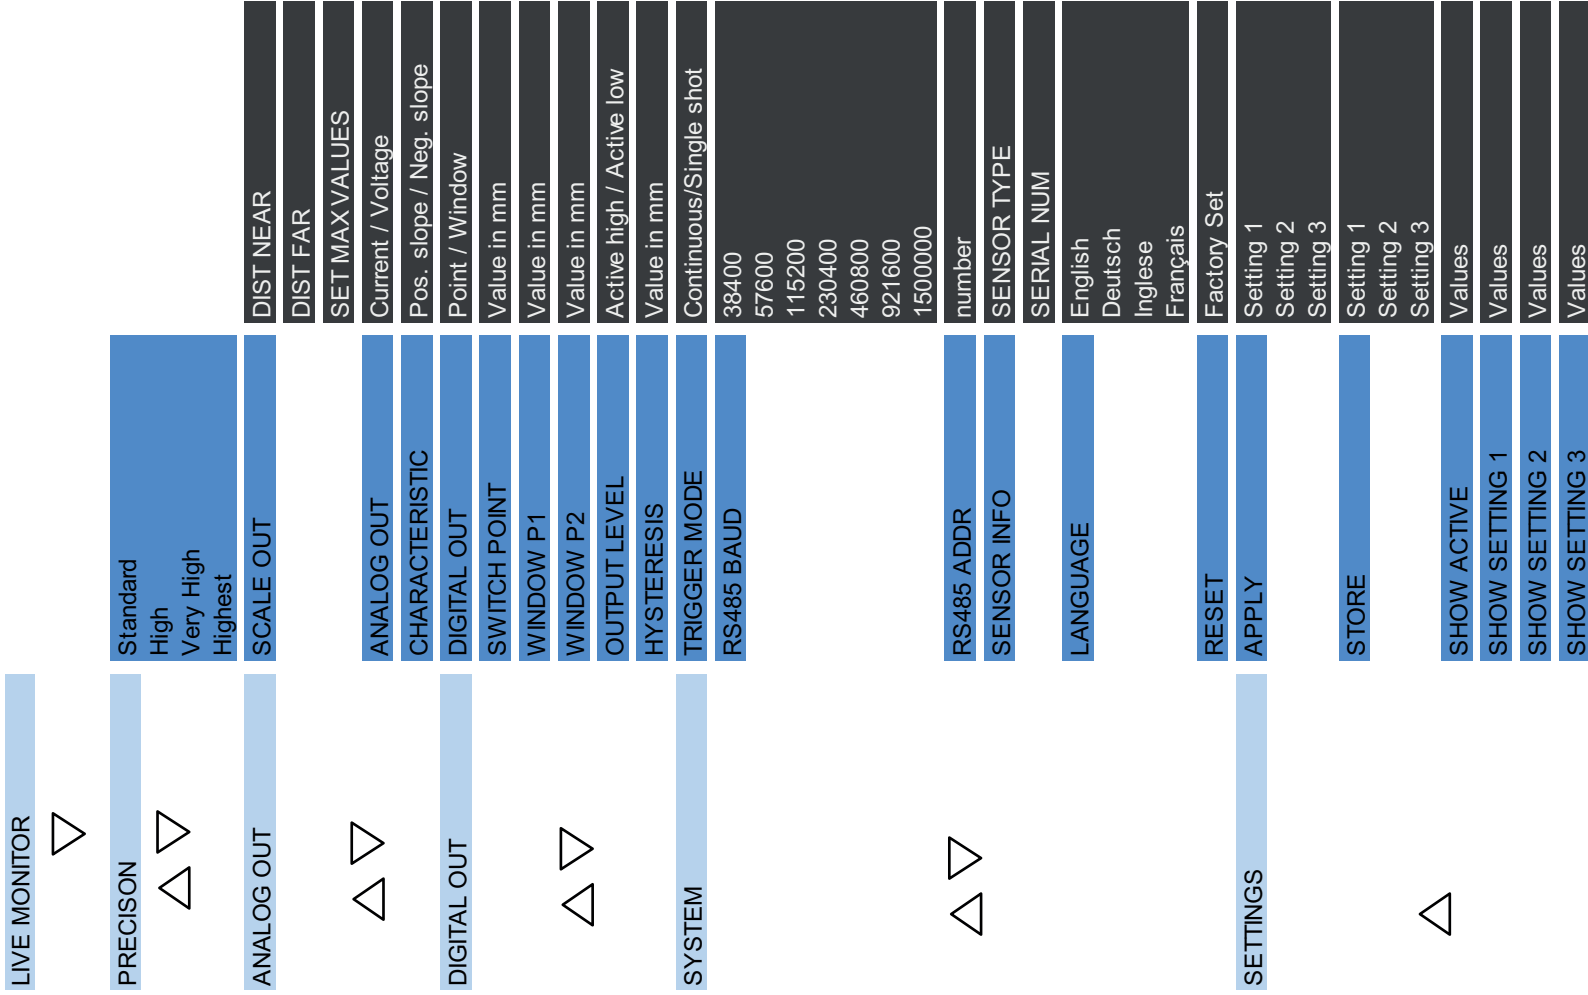 LIVE MONITOR
PRECISON
Standard
High
Very High
Highest
ANALOG OUT
SCALE OUT
DIST NEAR
DIST FAR
SET MAX VALUES
ANALOG OUT
Current / Voltage
CHARACTERISTIC
Pos. slope / Neg. slope
DIGITAL OUT
DIGITAL OUT
Point / Window
SWITCH POINT
Value in mm
WINDOW P1
Value in mm
WINDOW P2
Value in mm
OUTPUT LEVEL
Active high / Active low
HYSTERESIS
Value in mm
SYSTEM
TRIGGER MODE
Continuous/Single shot
RS485 BAUD
38400
57600
115200
230400
460800
921600
1500000
RS485 ADDR
number
SENSOR INFO
SENSOR TYPE
SERIAL NUM
LANGUAGE
English
Deutsch
Inglese
Français
RESET
Factory Set
SETTINGS
APPLY
Setting 1
Setting 2
Setting 3
STORE
Setting 1
Setting 2
Setting 3
SHOW ACTIVE
Values
SHOW SETTING 1
Values
SHOW SETTING 2
Values
SHOW SETTING 3
Values